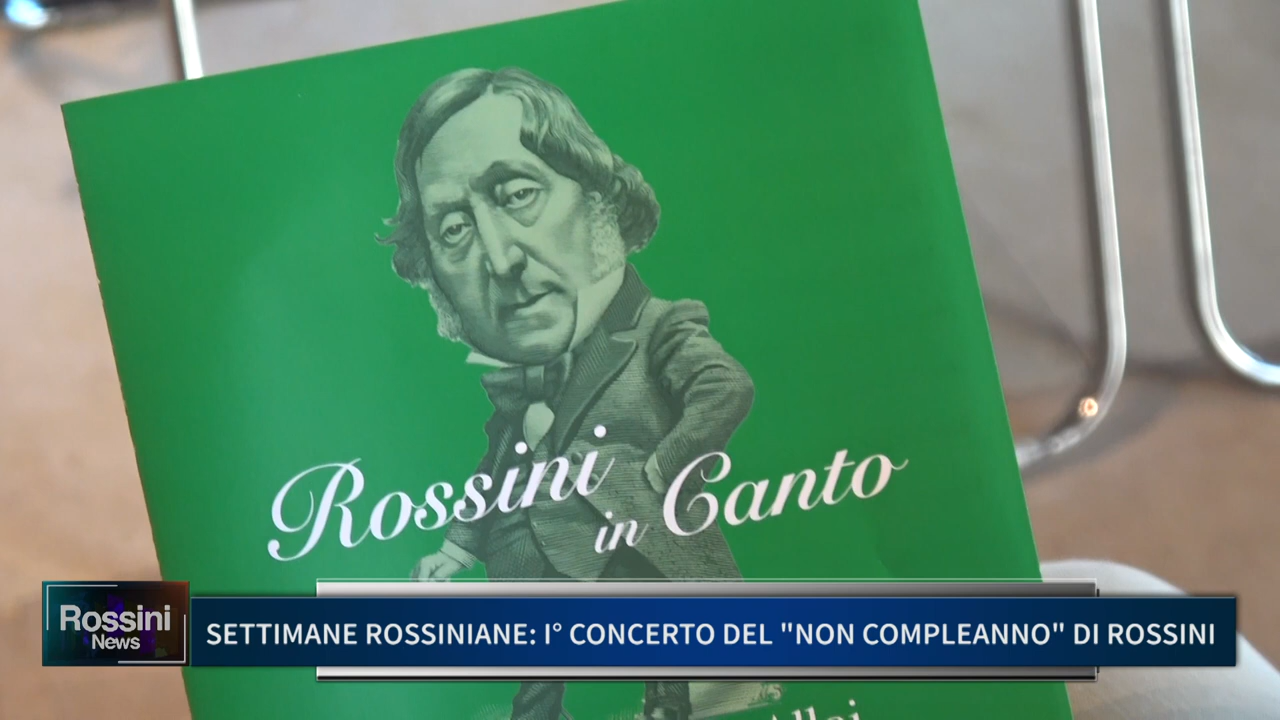 Rossini
in Canto
Rossini
News
SETTIMANE ROSSINIANE: I° CONCERTO DEL "NON COMPLEANNO" DI ROSSINI